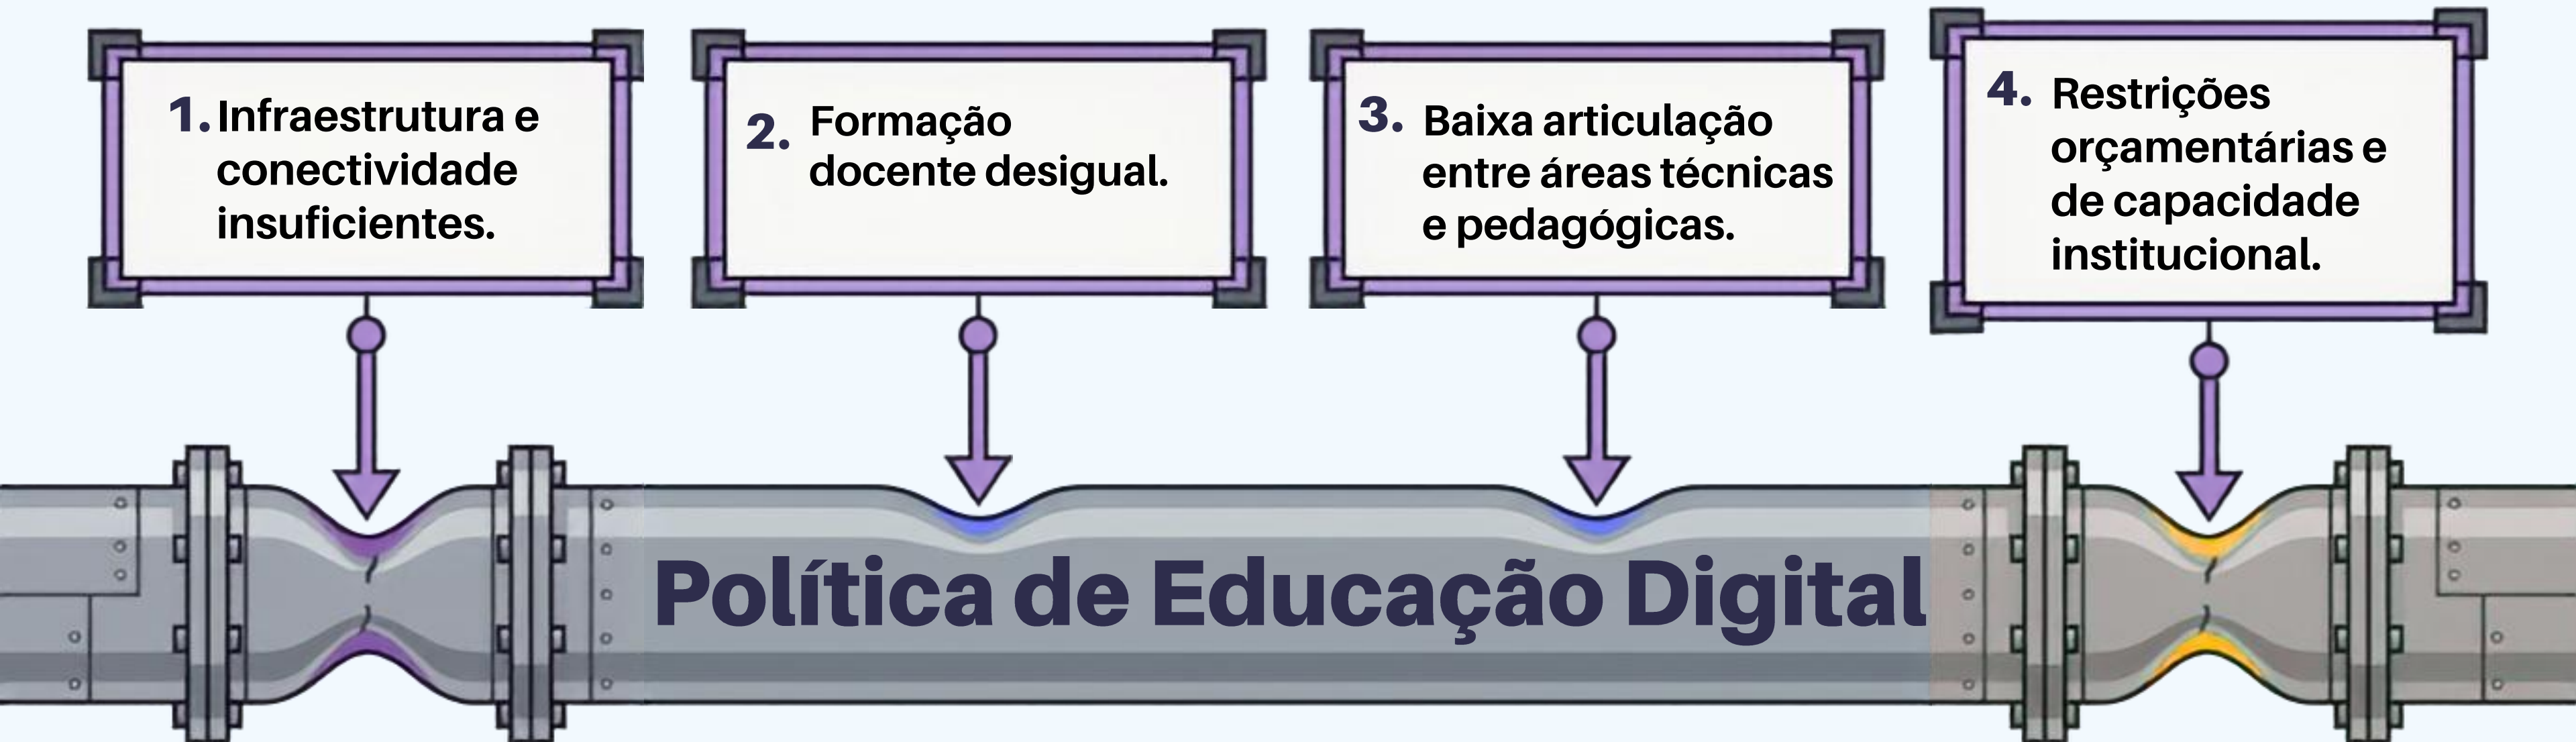 1. Infraestrutura e
conectividade
insuficientes.
2. Formação
docente desigual.
3. Baixa articulação
entre áreas técnicas
e pedagógicas.
4. Restrições
orçamentárias e
de capacidade
institucional.
Política de Educação Digital